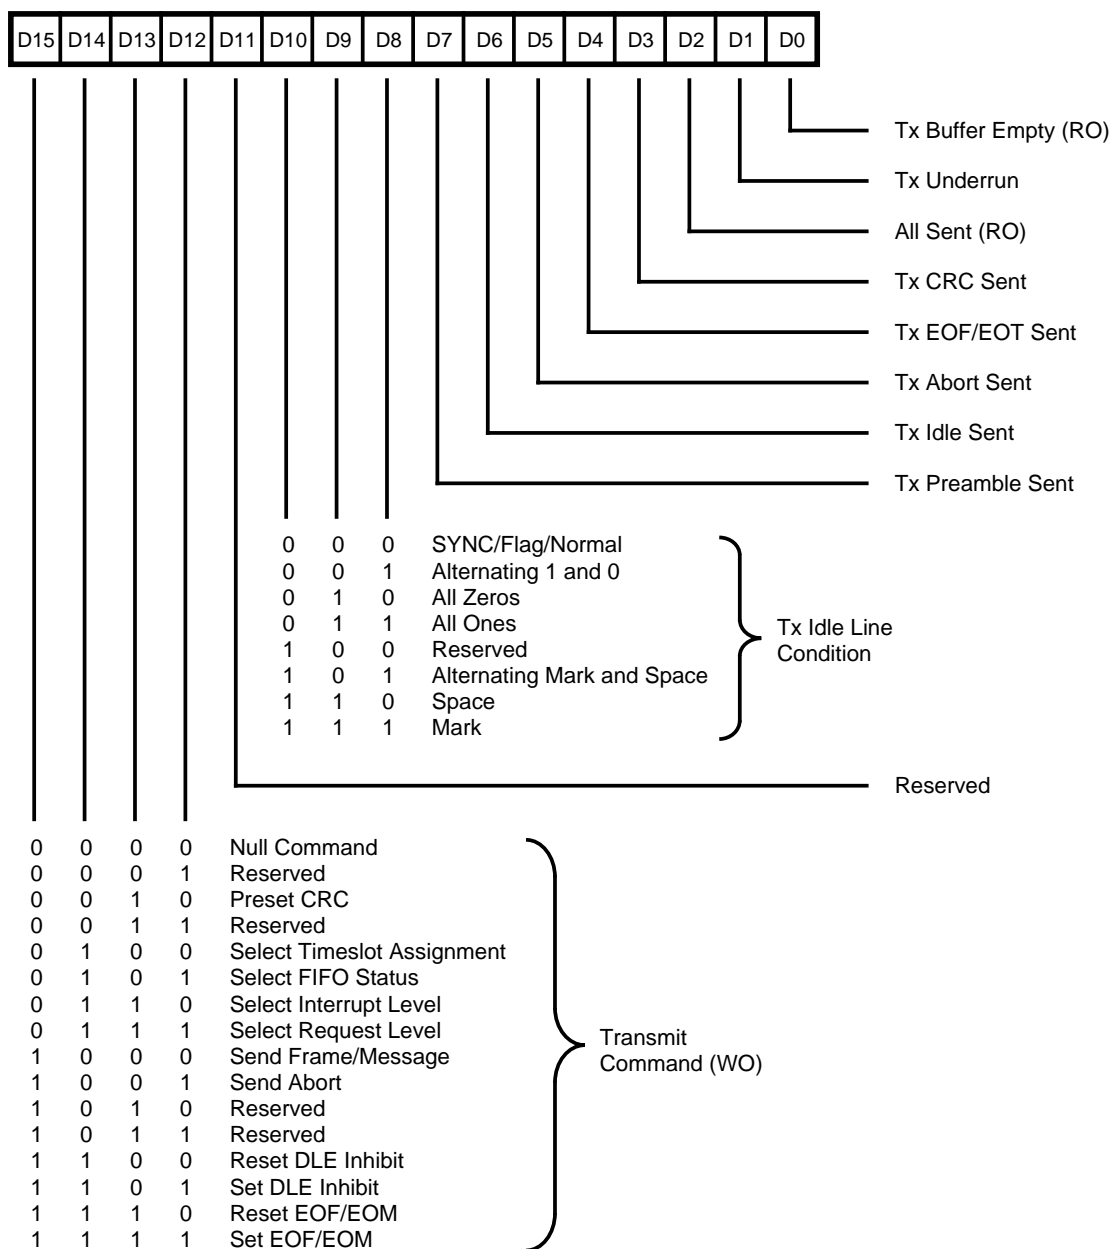 D15 D14 D13 D12 D11 D10 D9 D8 D7 D6 D5 D4 D3 D2 D1 D0
Tx Buffer Empty (RO)
Tx Underrun
All Sent (RO)
Tx CRC Sent
Tx EOF/EOT Sent
Tx Abort Sent
Tx Idle Sent
Tx Preamble Sent
0 0 0 SYNC/Flag/Normal
0 0 1 Alternating 1 and 0
0 1 0 All Zeros
0 1 1 All Ones
1 0 0 Reserved
1 0 1 Alternating Mark and Space
1 1 0 Space
1 1 1 Mark
Tx Idle Line
Condition
Reserved
0 0 0 0 Null Command
0 0 0 1 Reserved
0 0 1 0 Preset CRC
0 0 1 1 Reserved
0 1 0 0 Select Timeslot Assignment
0 1 0 1 Select FIFO Status
0 1 1 0 Select Interrupt Level
0 1 1 1 Select Request Level
1 0 0 0 Send Frame/Message
1 0 0 1 Send Abort
1 0 1 0 Reserved
1 0 1 1 Reserved
1 1 0 0 Reset DLE Inhibit
1 1 0 1 Set DLE Inhibit
1 1 1 0 Reset EOF/EOM
1 1 1 1 Set EOF/EOM
Transmit
Command (WO)